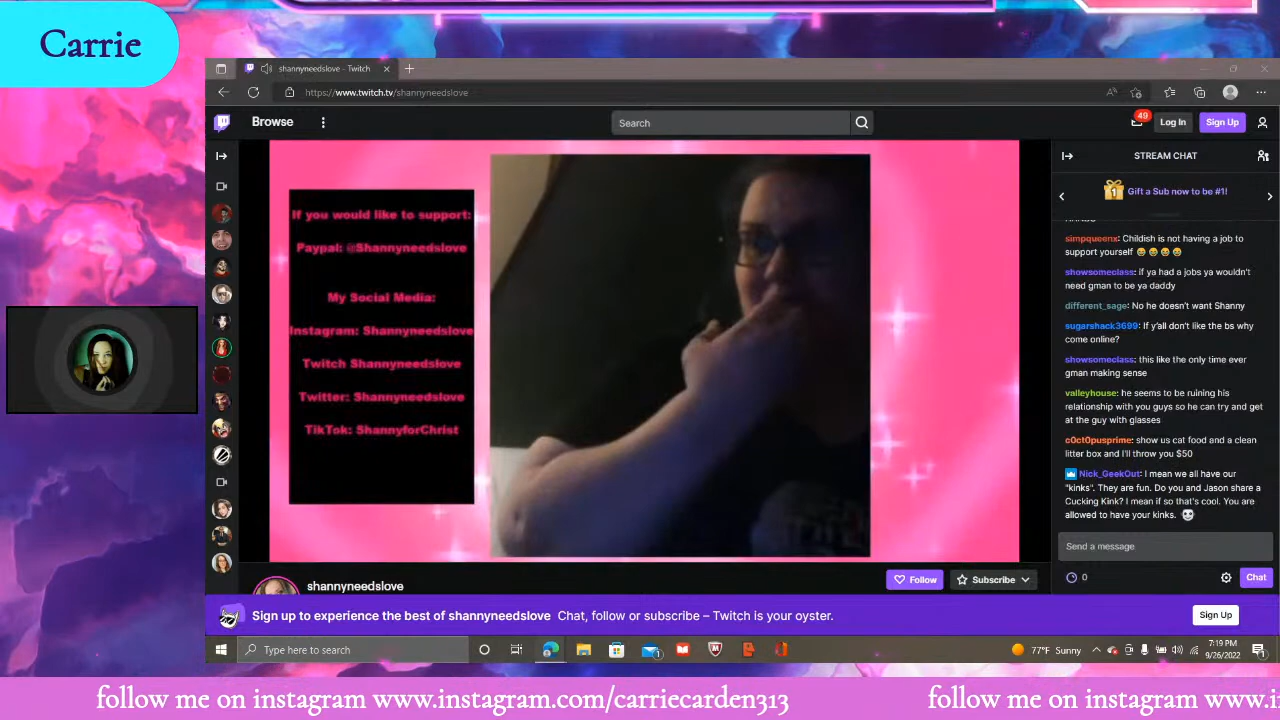 Carrie
shannyneedslove - Twitch
https://www.twitch.tv/shannyneedslove
Browse
Search
49
Log In
Sign Up
If you would like to support:
Paypal: @Shannyneedslove
My Social Media:
Instagram: Shannyneedslove
Twitch Shannyneedslove
Twitter: Shannyneedslove
TikTok: ShannyforChrist
STREAM CHAT
1
Gift a Sub now to be #1!
simpqueenx: Childish is not having a job to
support yourself
showsomeclass: if ya had a jobs ya wouldn't
need gman to be ya daddy
different_sage: No he doesn't want Shanny
sugarshack3699: If y'all don't like the bs why
come online?
showsomeclass: this like the only time ever
gman making sense
valleyhouse: he seems to be ruining his
relationship with you guys so he can try and get
at the guy with glasses
c0ct0pusprime: show us cat food and a clean
litter box and I'll throw you $50
Nick_GeekOut: I mean we all have our
"kinks". They are fun. Do you and Jason share a
Cucking Kink? I mean if so that's cool. You are
allowed to have your kinks.
Send a message
0
Chat
shannyneedslove
Follow
Subscribe
Sign up to experience the best of shannyneedslove Chat, follow or subscribe – Twitch is your oyster.
Sign Up
Type here to search
77°F Sunny
7:19 PM
9/26/2022
follow me on instagram www.instagram.com/carriecarden313
follow me on instagram www.i